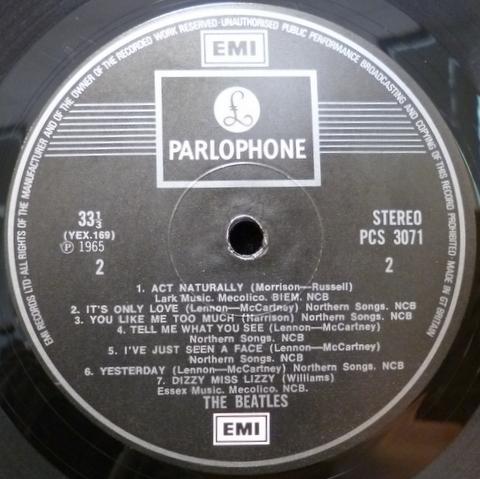 EMI RECORDS LTD·ALL RIGHTS OF THE MANUFACTURER AND OF THE OWNER OF THE RECORDED WORK RESERVED·UNAUTHORISED PUBLIC PERFORMANCE BROADCASTING AND COPYING OF THIS RECORD PROHIBITED·MADE IN GT BRITAIN
EMI
£
PARLOPHONE
33⅓
(YEX.169)
℗ 1965
2
STEREO
PCS 3071
2
1. ACT NATURALLY (Morrison—Russell)
Lark Music. Mecolico. BIEM. NCB
2. IT'S ONLY LOVE (Lennon—McCartney) Northern Songs. NCB
3. YOU LIKE ME TOO MUCH (Harrison) Northern Songs. NCB
4. TELL ME WHAT YOU SEE (Lennon—McCartney)
Northern Songs. NCB
5. I'VE JUST SEEN A FACE (Lennon—McCartney)
Northern Songs. NCB
6. YESTERDAY (Lennon—McCartney) Northern Songs. NCB
7. DIZZY MISS LIZZY (Williams)
Essex Music. Mecolico. NCB.
THE BEATLES
EMI